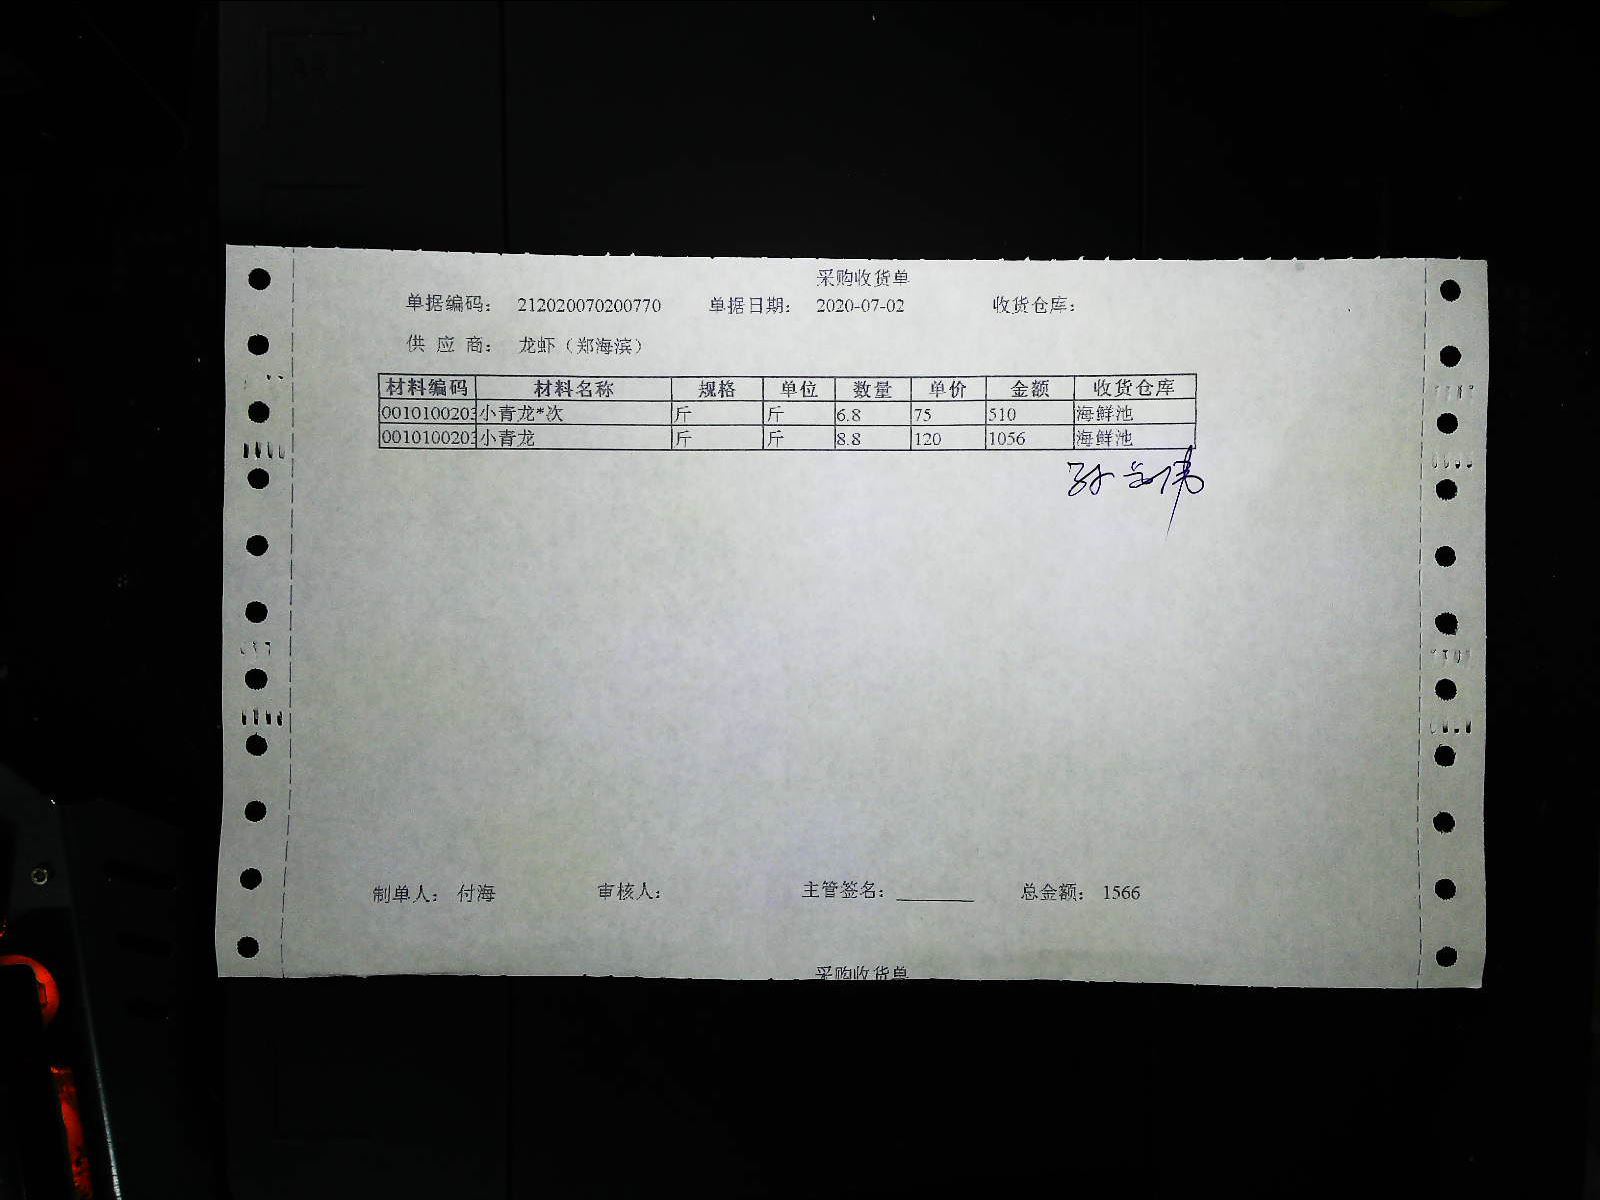 采购收货单
单据编码： 212020070200770 单据日期： 2020-07-02 收货仓库：
供 应 商： 龙虾（郑海滨）
材料编码 材料名称 规格 单位 数量 单价 金额 收货仓库
0010100203 小青龙*次 斤 斤 6.8 75 510 海鲜池
0010100203 小青龙 斤 斤 8.8 120 1056 海鲜池
制单人： 付海 审核人： 主管签名： 总金额： 1566
采购收货单